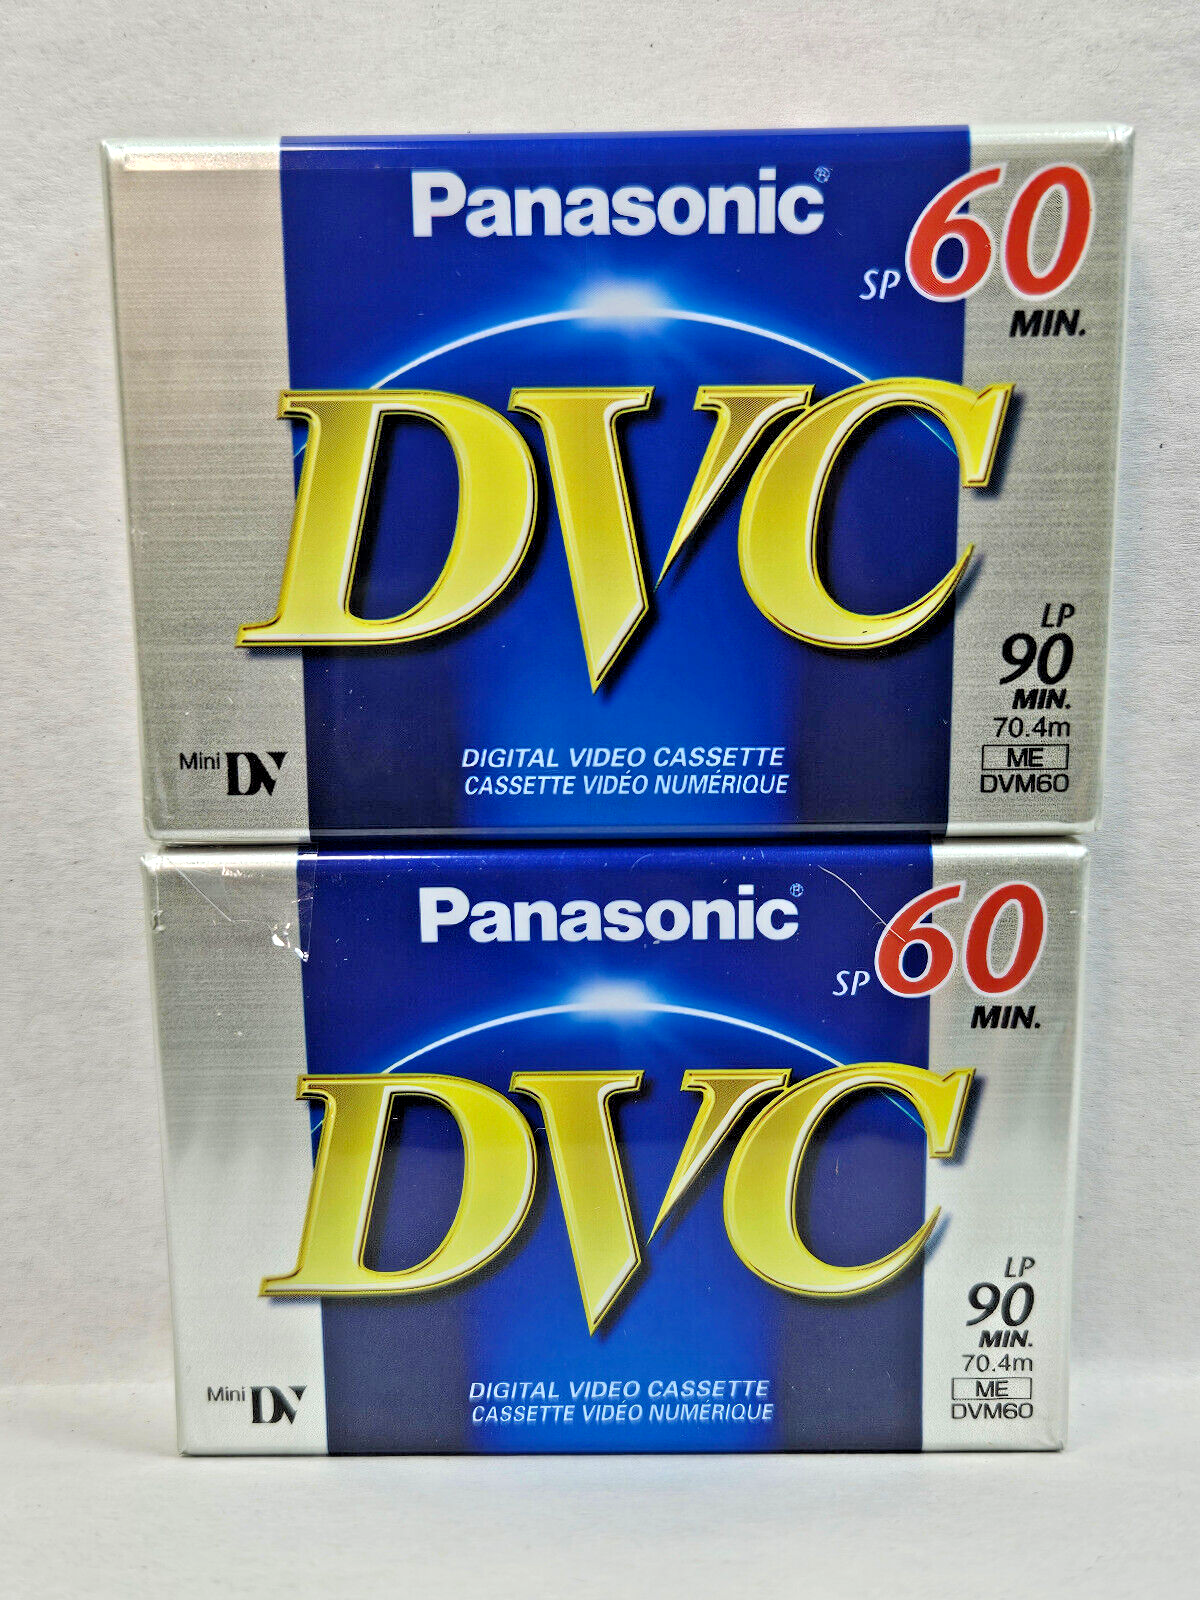 Panasonic®
SP 60
MIN.
DVC
LP
90
MIN.
70.4m
ME
DVM60
Mini DV
DIGITAL VIDEO CASSETTE
CASSETTE VIDÉO NUMÉRIQUE
Panasonic®
SP 60
MIN.
DVC
LP
90
MIN.
70.4m
ME
DVM60
Mini DV
DIGITAL VIDEO CASSETTE
CASSETTE VIDÉO NUMÉRIQUE